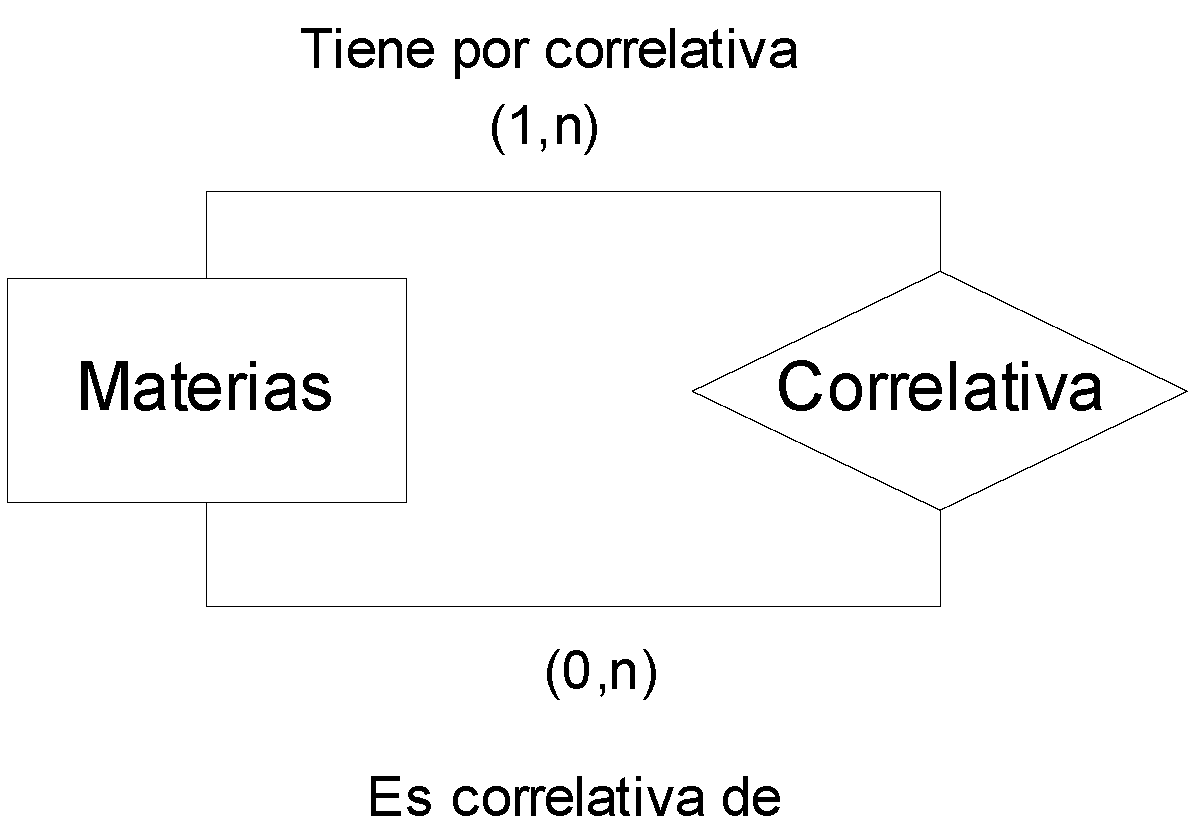 Tiene por correlativa
(1,n)
Materias
Correlativa
(0,n)
Es correlativa de